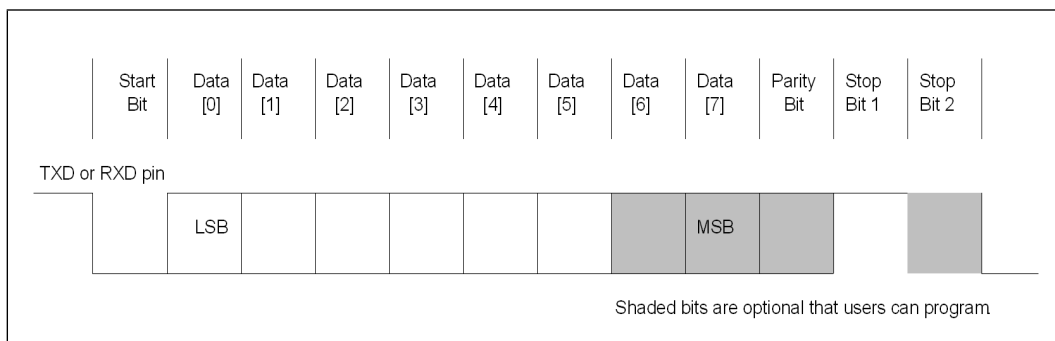 Start Data Data Data Data Data Data Data Data Parity Stop Stop
Bit [0] [1] [2] [3] [4] [5] [6] [7] Bit Bit 1 Bit 2
TXD or RXD pin
LSB MSB
Shaded bits are optional that users can program.